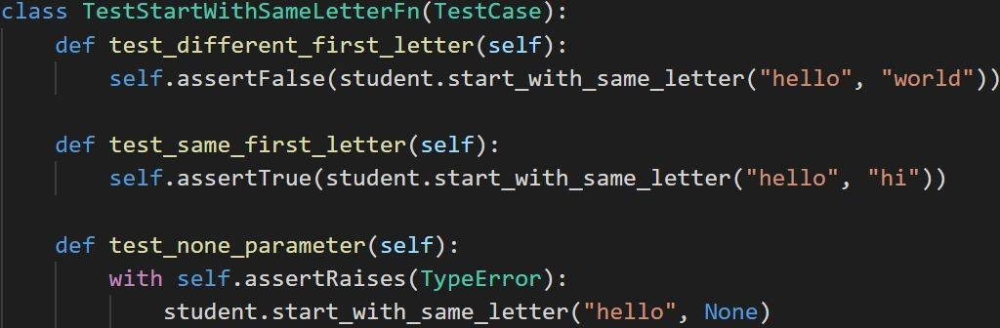 class TestStartWithSameLetterFn(TestCase):
    def test_different_first_letter(self):
        self.assertFalse(student.start_with_same_letter("hello", "world"))
    def test_same_first_letter(self):
        self.assertTrue(student.start_with_same_letter("hello", "hi"))
    def test_none_parameter(self):
        with self.assertRaises(TypeError):
            student.start_with_same_letter("hello", None)